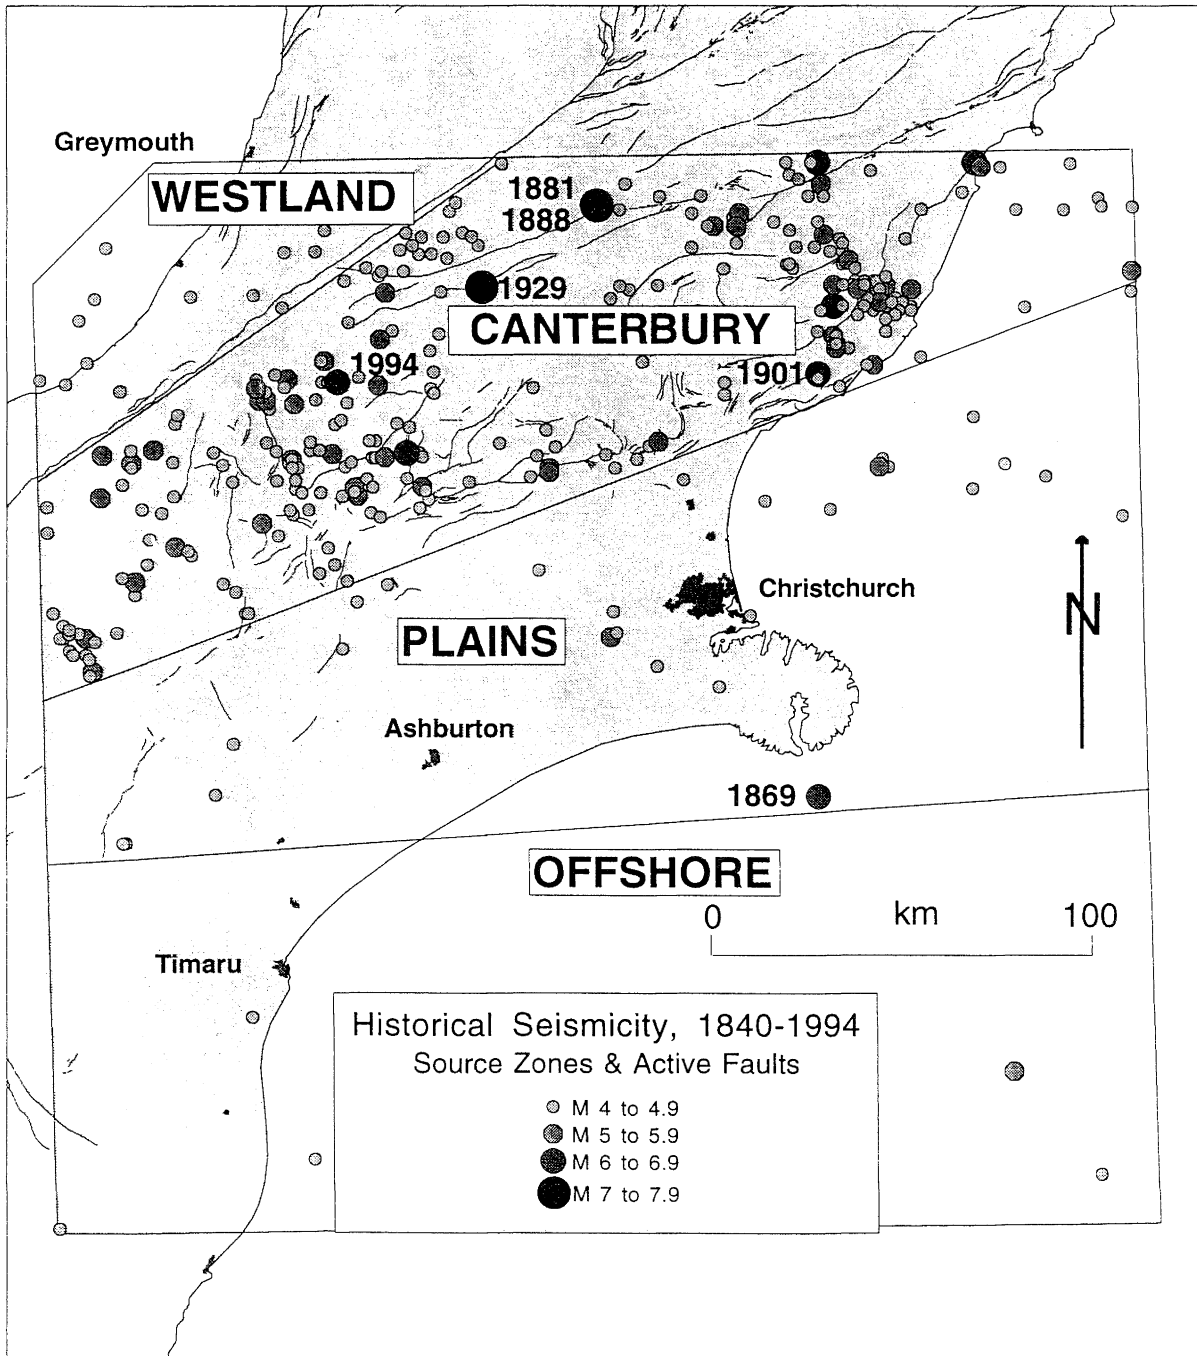 Greymouth
WESTLAND
1881
1888
1929
CANTERBURY
1994
1901
Christchurch
N
PLAINS
Ashburton
1869
OFFSHORE
0 km 100
Timaru
Historical Seismicity, 1840-1994
Source Zones & Active Faults
M 4 to 4.9
M 5 to 5.9
M 6 to 6.9
M 7 to 7.9